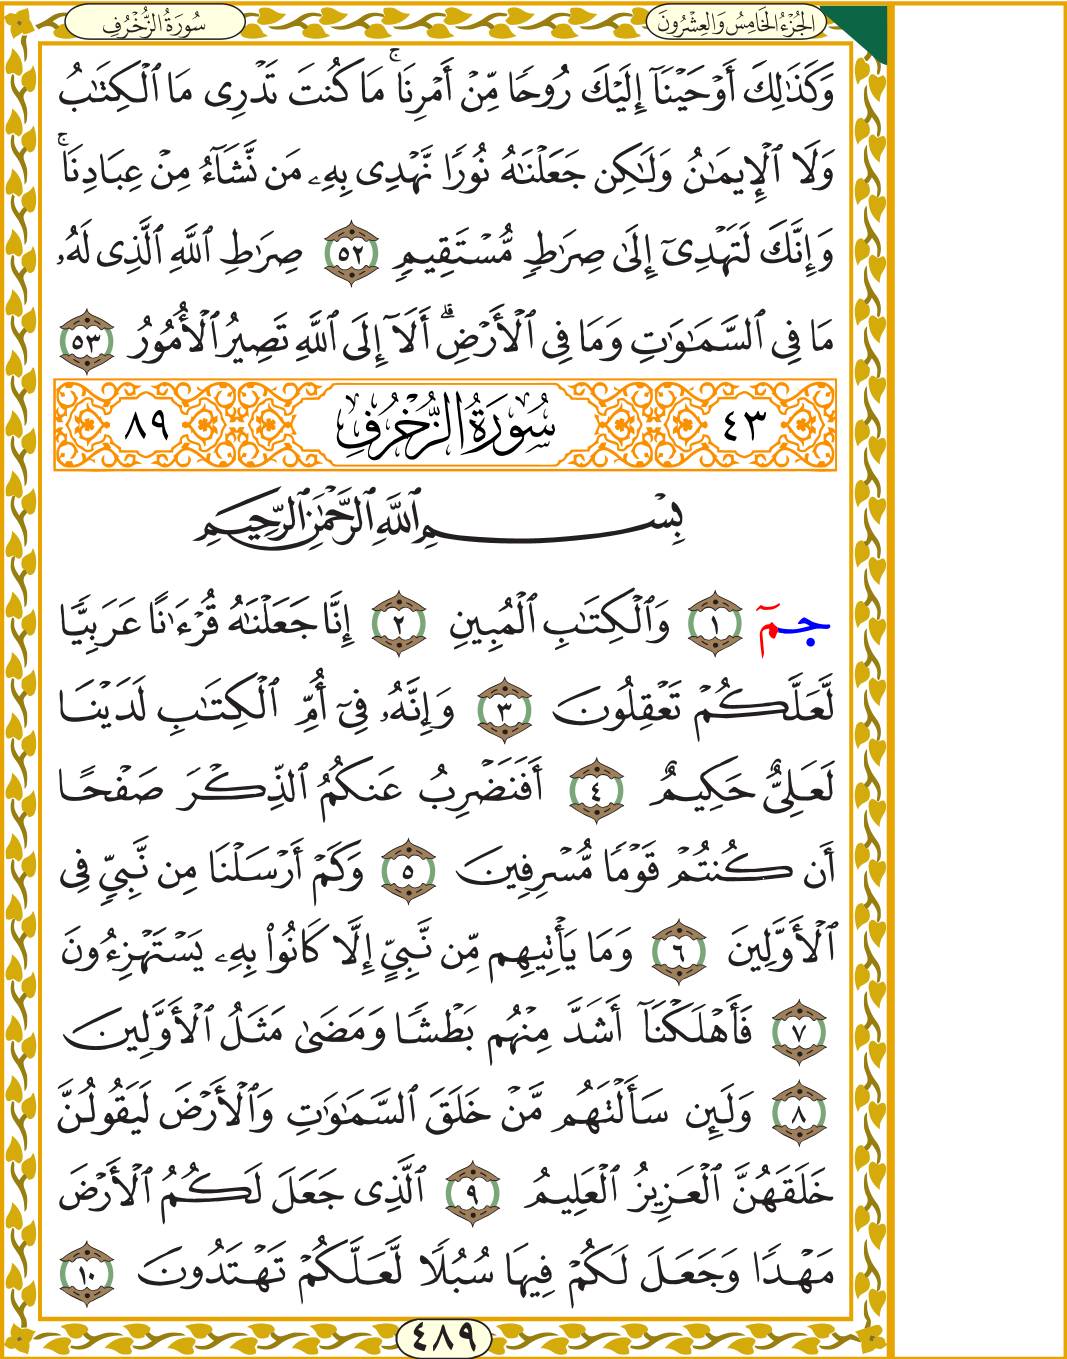 سُورَةُ الزُّخْرُفِ
الجُزْءُ الخَامِسُ وَالعِشْرُونَ
وَكَذَٰلِكَ أَوْحَيْنَآ إِلَيْكَ رُوحًا مِّنْ أَمْرِنَا ۚ مَا كُنتَ تَدْرِى مَا ٱلْكِتَٰبُ
وَلَا ٱلْإِيمَٰنُ وَلَٰكِن جَعَلْنَٰهُ نُورًا نَّهْدِى بِهِۦ مَن نَّشَآءُ مِنْ عِبَادِنَا ۚ
وَإِنَّكَ لَتَهْدِىٓ إِلَىٰ صِرَٰطٍ مُّسْتَقِيمٍ ٥٢ صِرَٰطِ ٱللَّهِ ٱلَّذِى لَهُۥ
مَا فِى ٱلسَّمَٰوَٰتِ وَمَا فِى ٱلْأَرْضِ ۗ أَلَآ إِلَى ٱللَّهِ تَصِيرُ ٱلْأُمُورُ ٥٣
٤٣ سُورَةُ الزُّخْرُفِ ٨٩
بِسْمِ ٱللَّهِ ٱلرَّحْمَٰنِ ٱلرَّحِيمِ
جمٓ ١ وَٱلْكِتَٰبِ ٱلْمُبِينِ ٢ إِنَّا جَعَلْنَٰهُ قُرْءَٰنًا عَرَبِيًّا
لَّعَلَّكُمْ تَعْقِلُونَ ٣ وَإِنَّهُۥ فِىٓ أُمِّ ٱلْكِتَٰبِ لَدَيْنَا
لَعَلِىٌّ حَكِيمٌ ٤ أَفَنَضْرِبُ عَنكُمُ ٱلذِّكْرَ صَفْحًا
أَن كُنتُمْ قَوْمًا مُّسْرِفِينَ ٥ وَكَمْ أَرْسَلْنَا مِن نَّبِىٍّ فِى
ٱلْأَوَّلِينَ ٦ وَمَا يَأْتِيهِم مِّن نَّبِىٍّ إِلَّا كَانُوا۟ بِهِۦ يَسْتَهْزِءُونَ
٧ فَأَهْلَكْنَآ أَشَدَّ مِنْهُم بَطْشًا وَمَضَىٰ مَثَلُ ٱلْأَوَّلِينَ
٨ وَلَئِن سَأَلْتَهُم مَّنْ خَلَقَ ٱلسَّمَٰوَٰتِ وَٱلْأَرْضَ لَيَقُولُنَّ
خَلَقَهُنَّ ٱلْعَزِيزُ ٱلْعَلِيمُ ٩ ٱلَّذِى جَعَلَ لَكُمُ ٱلْأَرْضَ
مَهْدًا وَجَعَلَ لَكُمْ فِيهَا سُبُلًا لَّعَلَّكُمْ تَهْتَدُونَ ١٠
٤٨٩